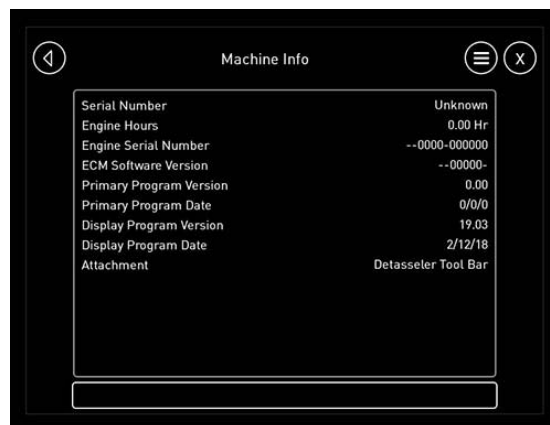 Machine Info
X
Serial Number Unknown
Engine Hours 0.00 Hr
Engine Serial Number --0000-000000
ECM Software Version --00000-
Primary Program Version 0.00
Primary Program Date 0/0/0
Display Program Version 19.03
Display Program Date 2/12/18
Attachment Detasseler Tool Bar